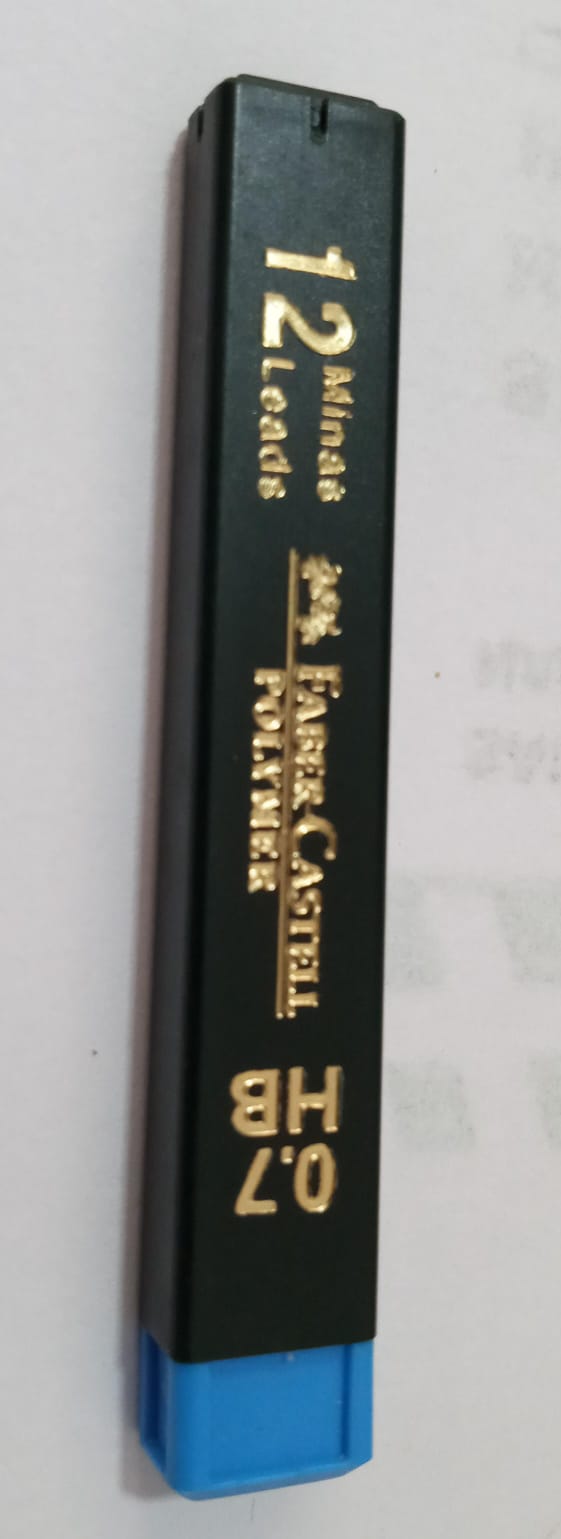 12 Minas
Leads
FABER-CASTELL
POLYMER
0.7
HB